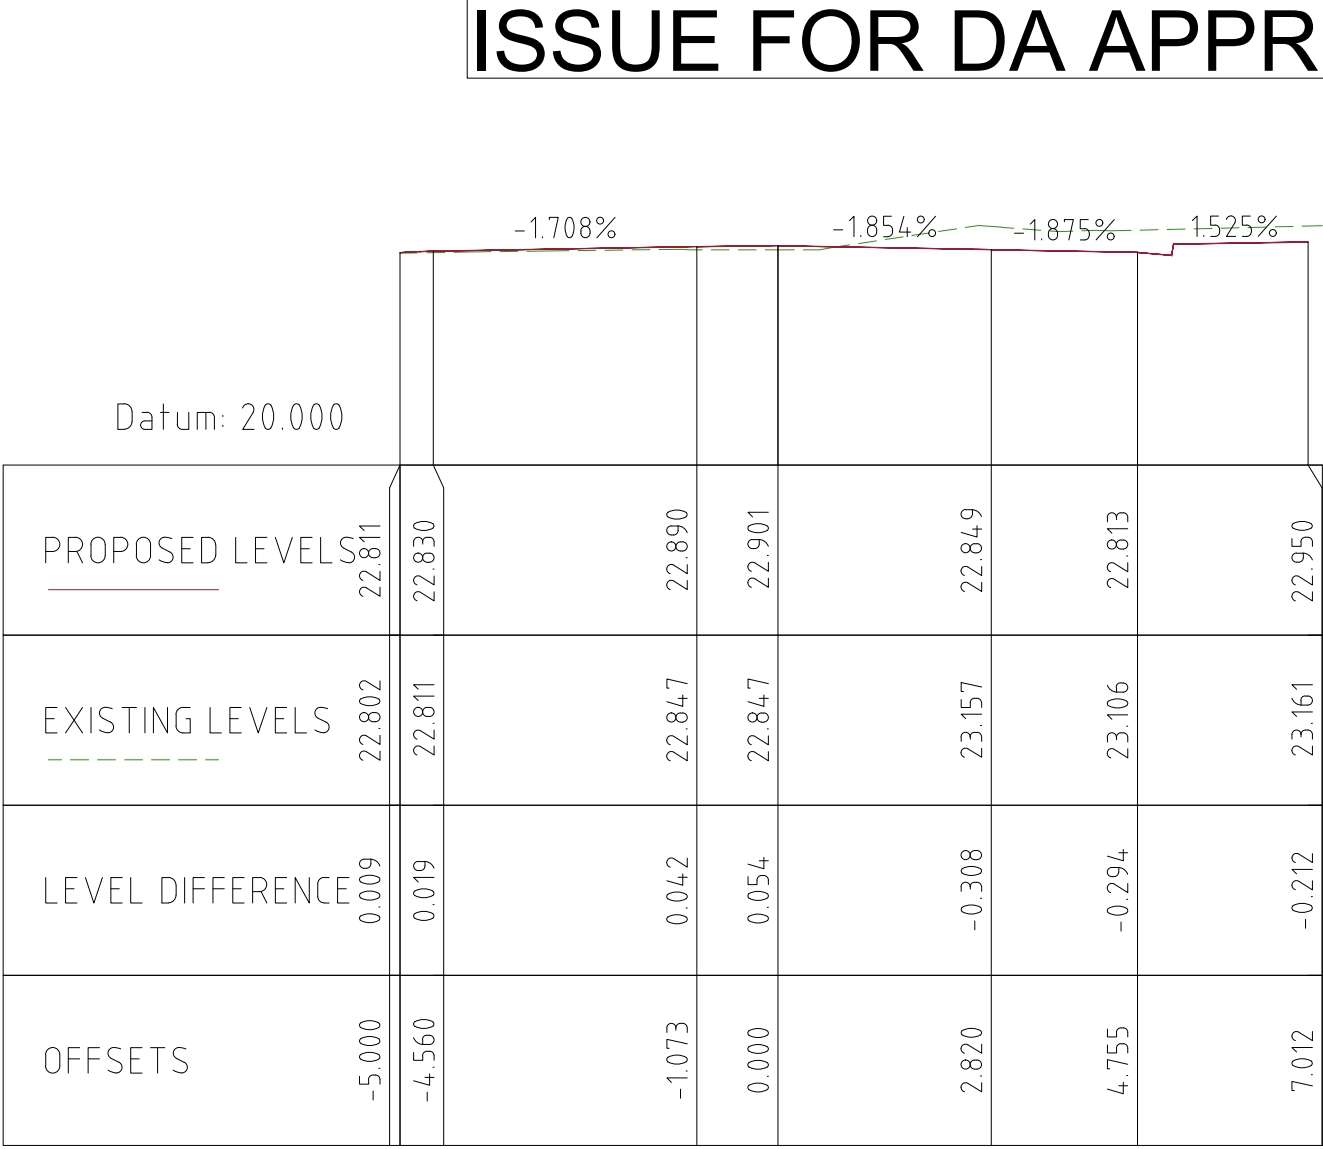 ISSUE FOR DA APPR
-1.708% -1.854% -1.875% 1.525%
Datum: 20.000
PROPOSED LEVELS 22.811 22.830 22.890 22.901 22.849 22.813 22.950
EXISTING LEVELS 22.802 22.811 22.847 22.847 23.157 23.106 23.161
LEVEL DIFFERENCE 0.009 0.019 0.042 0.054 -0.308 -0.294 -0.212
OFFSETS -5.000 -4.560 -1.073 0.000 2.820 4.755 7.012